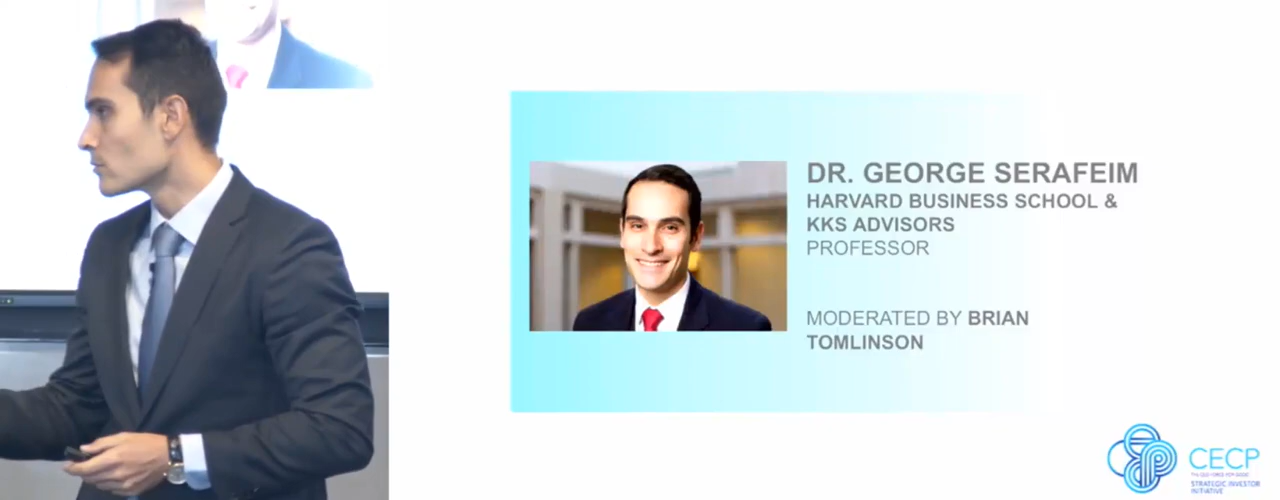 DR. GEORGE SERAFEIM
HARVARD BUSINESS SCHOOL &
KKS ADVISORS
PROFESSOR
MODERATED BY BRIAN
TOMLINSON
CECP
STRATEGIC INVESTOR
INITIATIVE